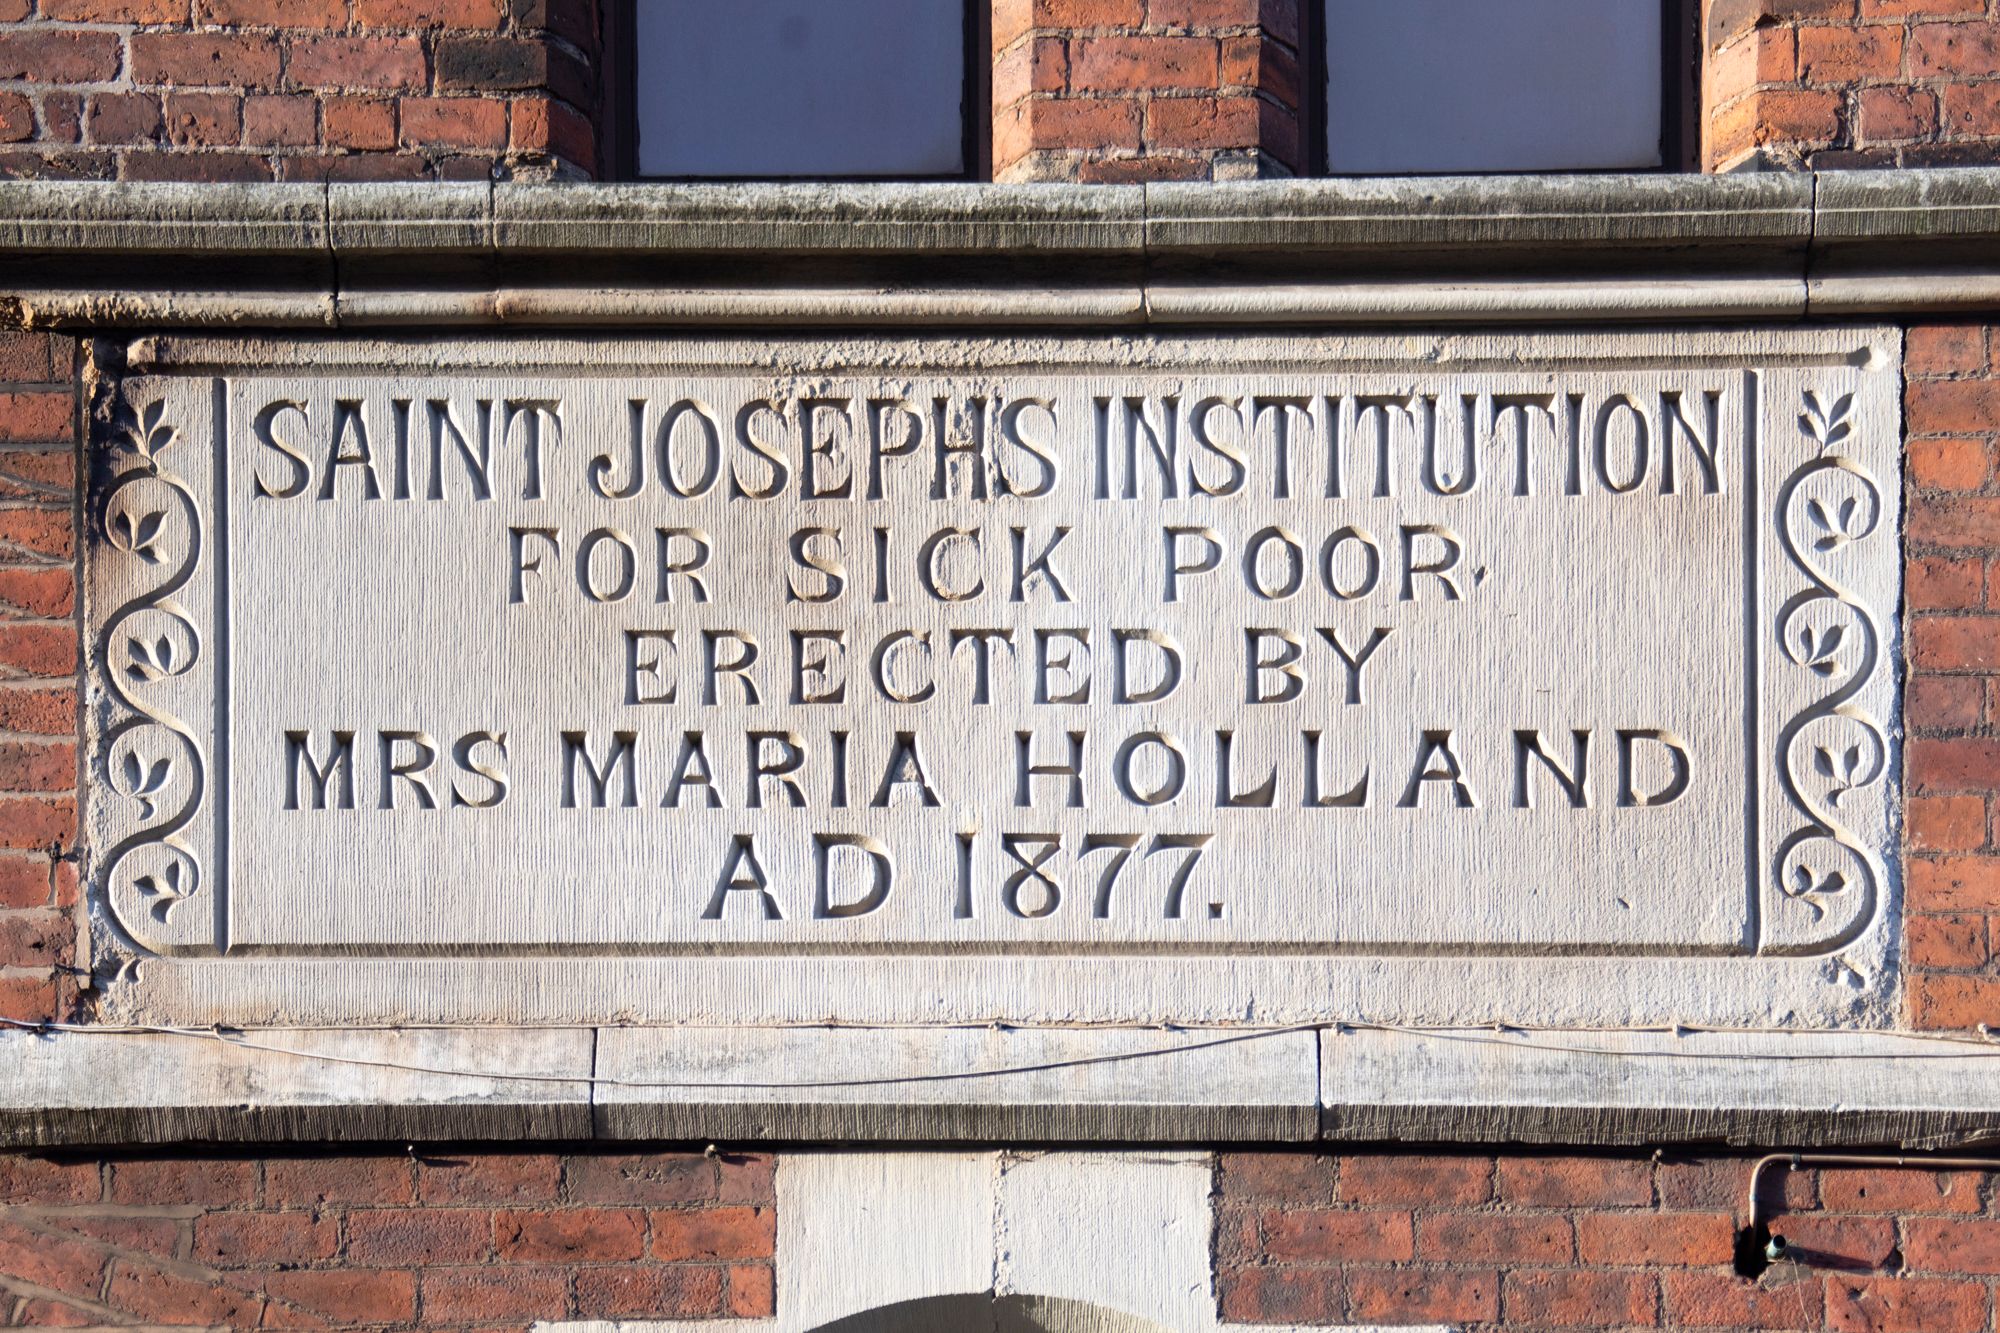 SAINT JOSEPHS INSTITUTION
FOR SICK POOR.
ERECTED BY
MRS MARIA HOLLAND
AD 1877.